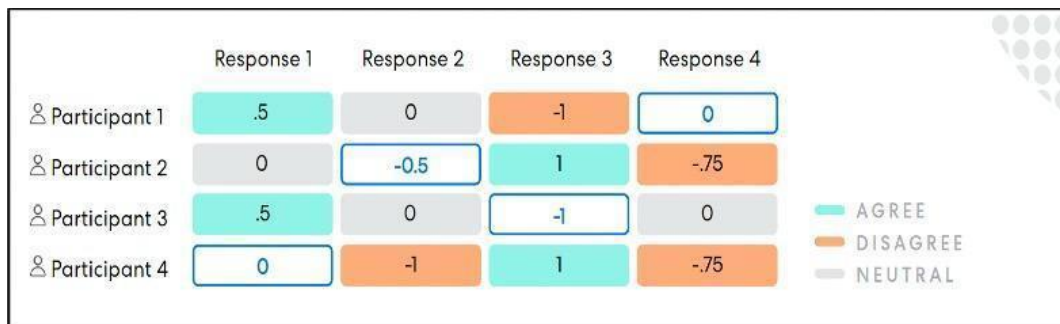 Response 1 Response 2 Response 3 Response 4
Participant 1 .5 0 -1 0
Participant 2 0 -0.5 1 -.75
Participant 3 .5 0 -1 0
Participant 4 0 -1 1 -.75
AGREE
DISAGREE
NEUTRAL